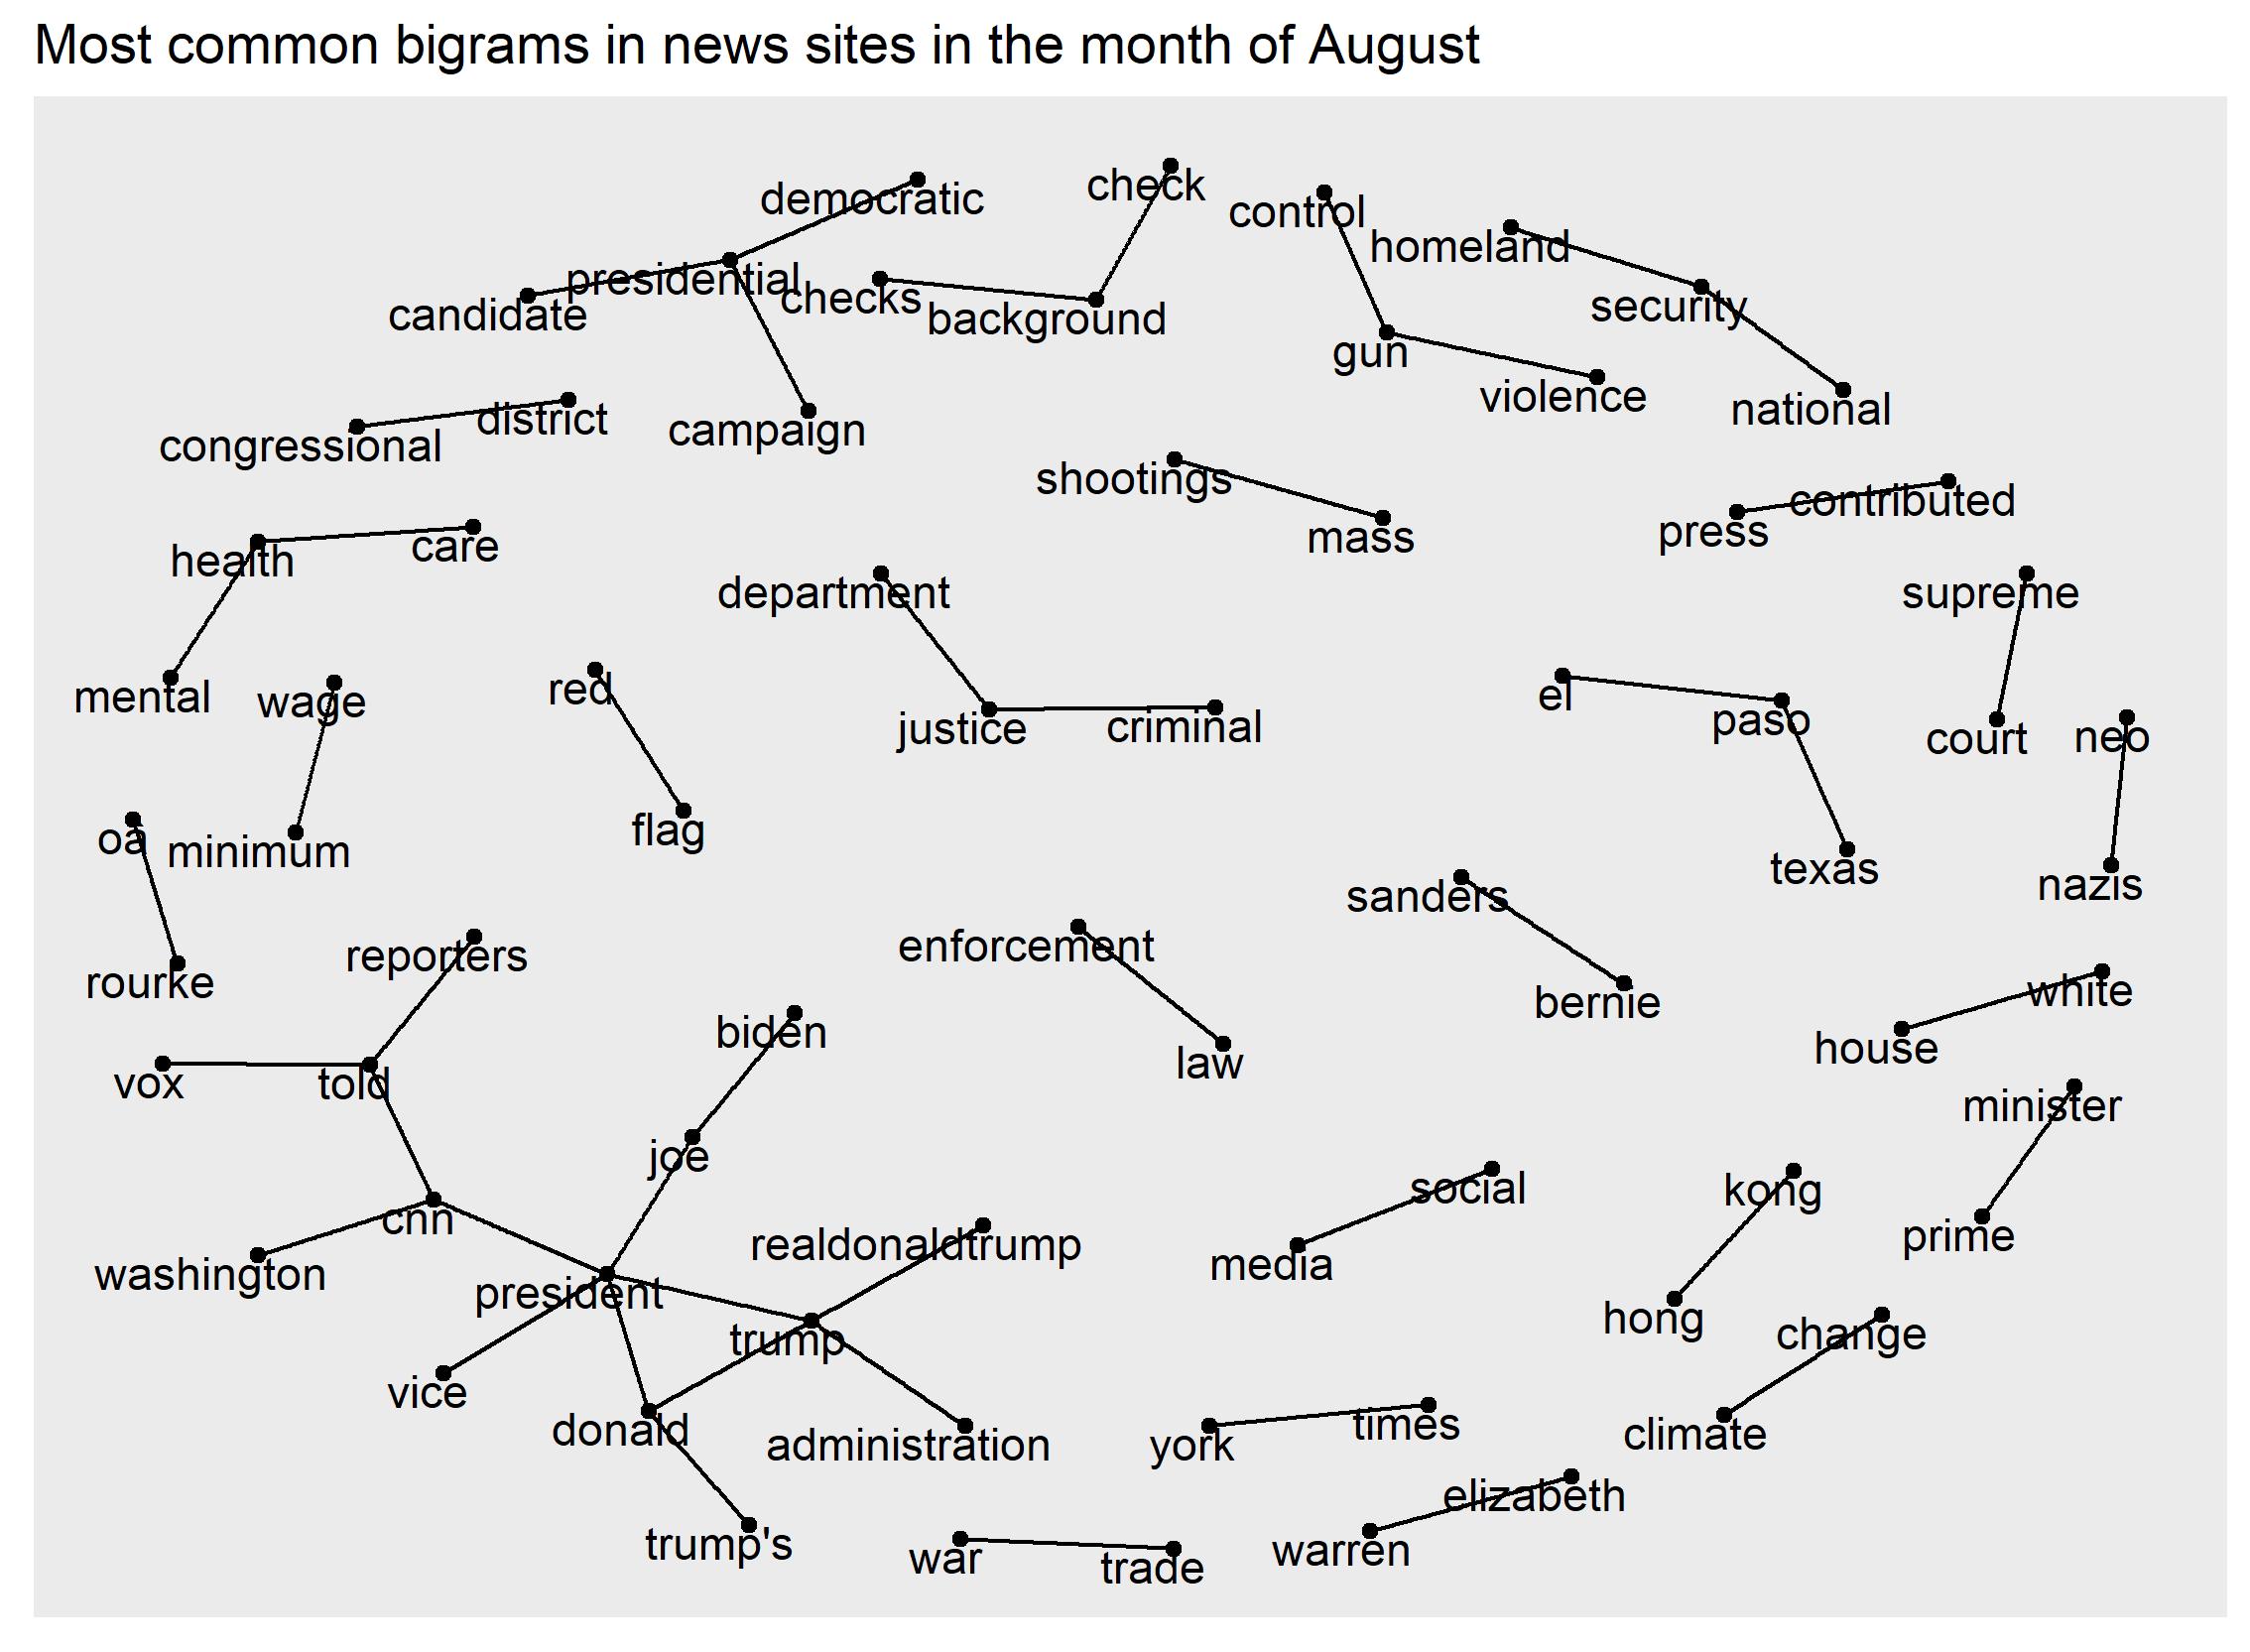 Most common bigrams in news sites in the month of August
democratic
check
control
homeland
presidential
checks
candidate
background
security
gun
violence
national
district
congressional
campaign
shootings
mass
contributed
press
health
care
department
supreme
mental
wage
red
justice
criminal
el
paso
court
neo
oâ
minimum
flag
texas
nazis
sanders
enforcement
reporters
rourke
bernie
white
biden
house
law
vox
told
minister
joe
social
kong
cnn
realdonaldtrump
media
prime
washington
president
hong
trump
change
vice
donald
administration
york
times
climate
elizabeth
trump's
war
trade
warren